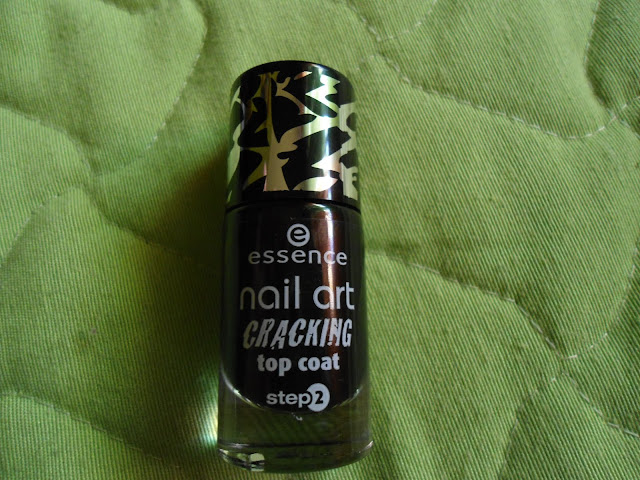 e
essence
nail art
CRACKING
top coat
step2